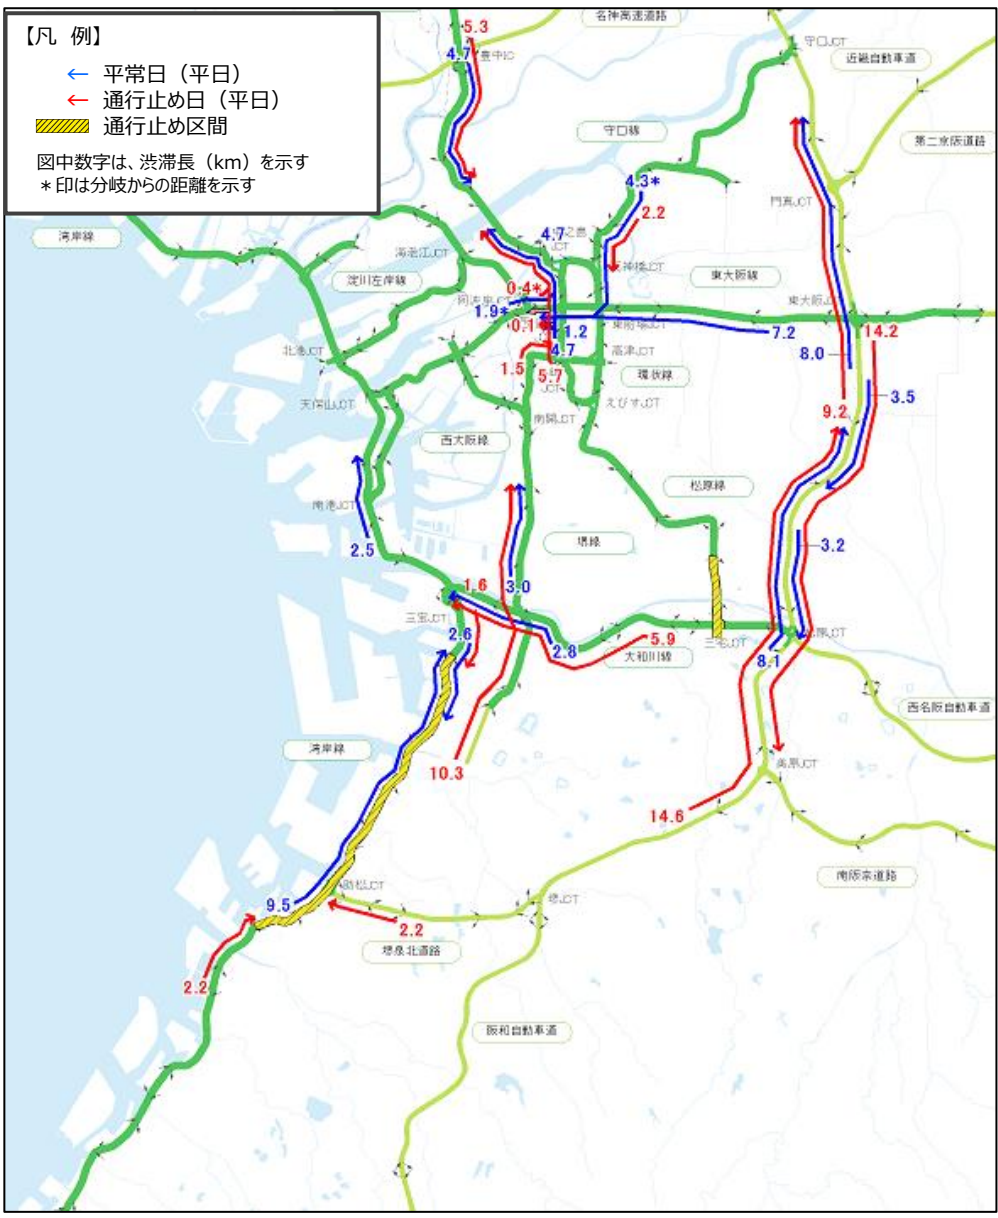 【凡 例】
← 平常日（平日）
← 通行止め日（平日）
通行止め区間
図中数字は、渋滞長（km）を示す
＊印は分岐からの距離を示す
名神高速道路
5.3
4.7
豊中IC
守口JCT
近畿自動車道
守口線
第二京阪道路
4.3*
門真JCT
2.2
湾岸線
4.7
海老江JCT
東大阪線
淀川左岸線
0.4*
東大阪JCT
1.9*
0.1
1.2
東船場JCT
7.2
14.2
北港JCT
4.7
高津JCT
8.0
1.5
5.7
JCT
環状線
3.5
天保山JCT
えびすJCT
9.2
南開JCT
西大阪線
松原線
南港JCT
堺線
2.5
3.2
1.6
3.0
三宝JCT
2.6
5.9
三宅JCT
2.8
大和川線
8.1
西名阪自動車道
湾岸線
10.3
美原JCT
14.6
南阪奈道路
助松JCT
9.5
堺JCT
2.2
堺泉北道路
2.2
阪和自動車道